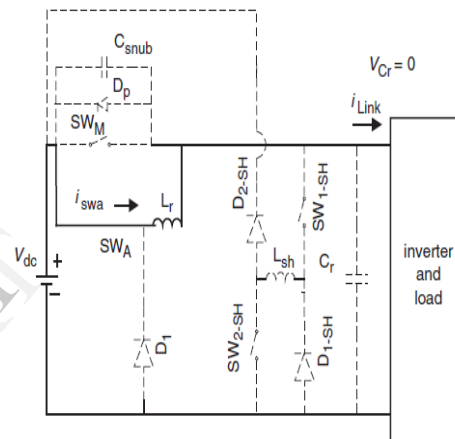 C_snub
V_Cr = 0
D_p
i_Link
SW_M
i_swa
L_r
SW_A
V_dc
+
−
D_1
D_2-SH
SW_1-SH
L_sh
C_r
SW_2-SH
D_1-SH
inverter
and
load